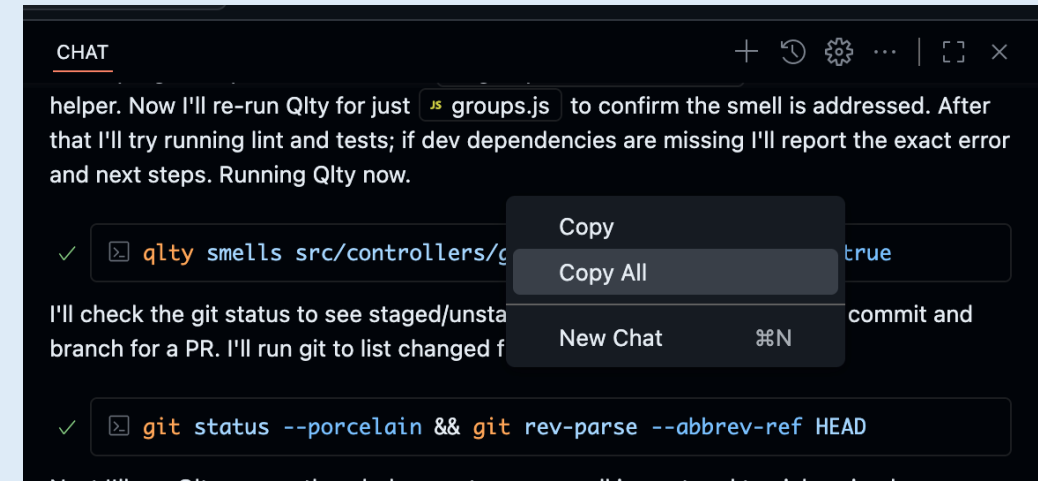 CHAT
helper. Now I'll re-run Qlty for just JS groups.js to confirm the smell is addressed. After
that I'll try running lint and tests; if dev dependencies are missing I'll report the exact error
and next steps. Running Qlty now.
Copy
qlty smells src/controllers/g true
Copy All
I'll check the git status to see staged/unsta commit and
New Chat ⌘N
branch for a PR. I'll run git to list changed f
git status --porcelain && git rev-parse --abbrev-ref HEAD